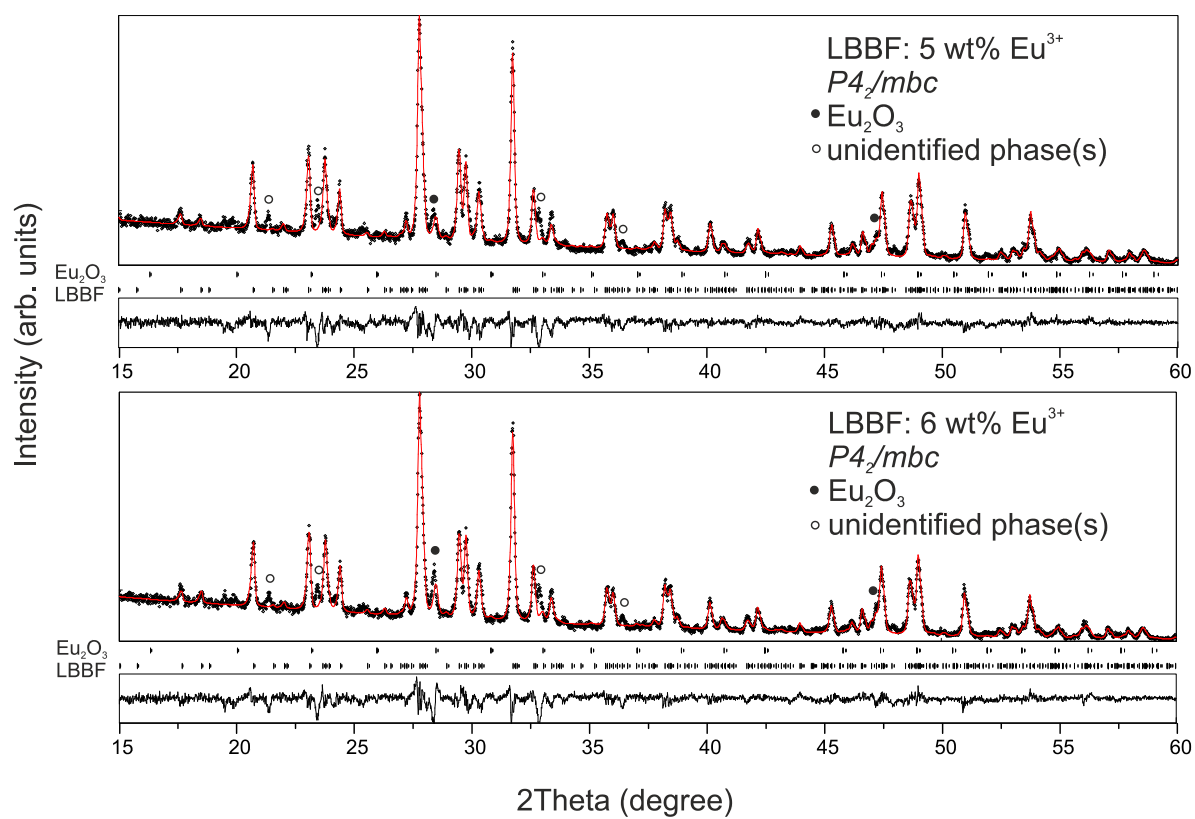 Intensity (arb. units)
LBBF: 5 wt% Eu³⁺
P4₂/mbc
● Eu₂O₃
○ unidentified phase(s)
Eu₂O₃
LBBF
15 20 25 30 35 40 45 50 55 60
LBBF: 6 wt% Eu³⁺
P4₂/mbc
● Eu₂O₃
○ unidentified phase(s)
Eu₂O₃
LBBF
15 20 25 30 35 40 45 50 55 60
2Theta (degree)